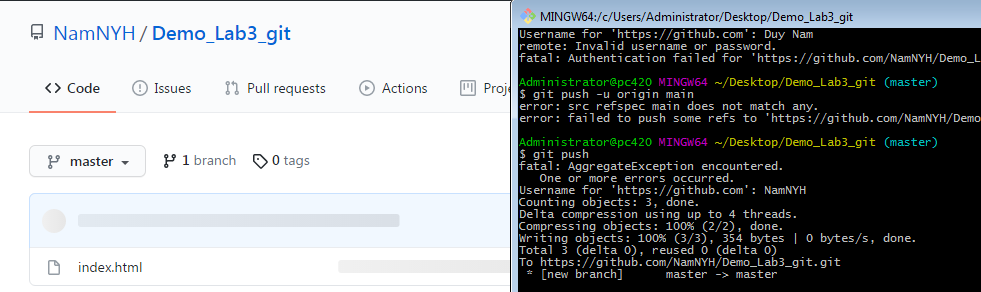 NamNYH / Demo_Lab3_git
Code
Issues
Pull requests
Actions
Proje
master
1 branch
0 tags
index.html
MINGW64:/c/Users/Administrator/Desktop/Demo_Lab3_git
Username for 'https://github.com': Duy Nam
remote: Invalid username or password.
fatal: Authentication failed for 'https://github.com/NamNYH/Demo_L
Administrator@pc420 MINGW64 ~/Desktop/Demo_Lab3_git (master)
$ git push -u origin main
error: src refspec main does not match any.
error: failed to push some refs to 'https://github.com/NamNYH/Demo
Administrator@pc420 MINGW64 ~/Desktop/Demo_Lab3_git (master)
$ git push
fatal: AggregateException encountered.
One or more errors occurred.
Username for 'https://github.com': NamNYH
Counting objects: 3, done.
Delta compression using up to 4 threads.
Compressing objects: 100% (2/2), done.
Writing objects: 100% (3/3), 354 bytes | 0 bytes/s, done.
Total 3 (delta 0), reused 0 (delta 0)
To https://github.com/NamNYH/Demo_Lab3_git.git
* [new branch] master -> master